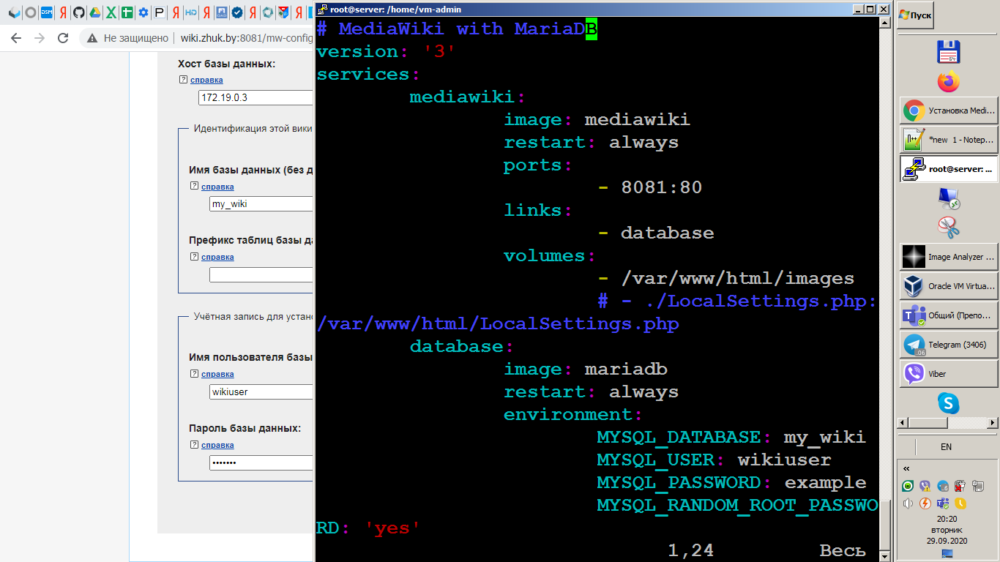 Не защищено
wiki.zhuk.by:8081/mw-config
Хост базы данных:
справка
172.19.0.3
Идентификация этой вики
Имя базы данных (без д
справка
my_wiki
Префикс таблиц базы да
справка
Учётная запись для устано
Имя пользователя базы
справка
wikiuser
Пароль базы данных:
справка
•••••••
root@server: /home/vm-admin
# MediaWiki with MariaDB
version: '3'
services:
mediawiki:
image: mediawiki
restart: always
ports:
- 8081:80
links:
- database
volumes:
- /var/www/html/images
# - ./LocalSettings.php:
/var/www/html/LocalSettings.php
database:
image: mariadb
restart: always
environment:
MYSQL_DATABASE: my_wiki
MYSQL_USER: wikiuser
MYSQL_PASSWORD: example
MYSQL_RANDOM_ROOT_PASSWO
RD: 'yes'
1,24 Весь
Пуск
Установка Medi...
*new 1 - Notep...
root@server: ...
Image Analyzer ...
Oracle VM Virtua...
Общий (Препо...
Telegram (3406)
Viber
EN
20:20
вторник
29.09.2020